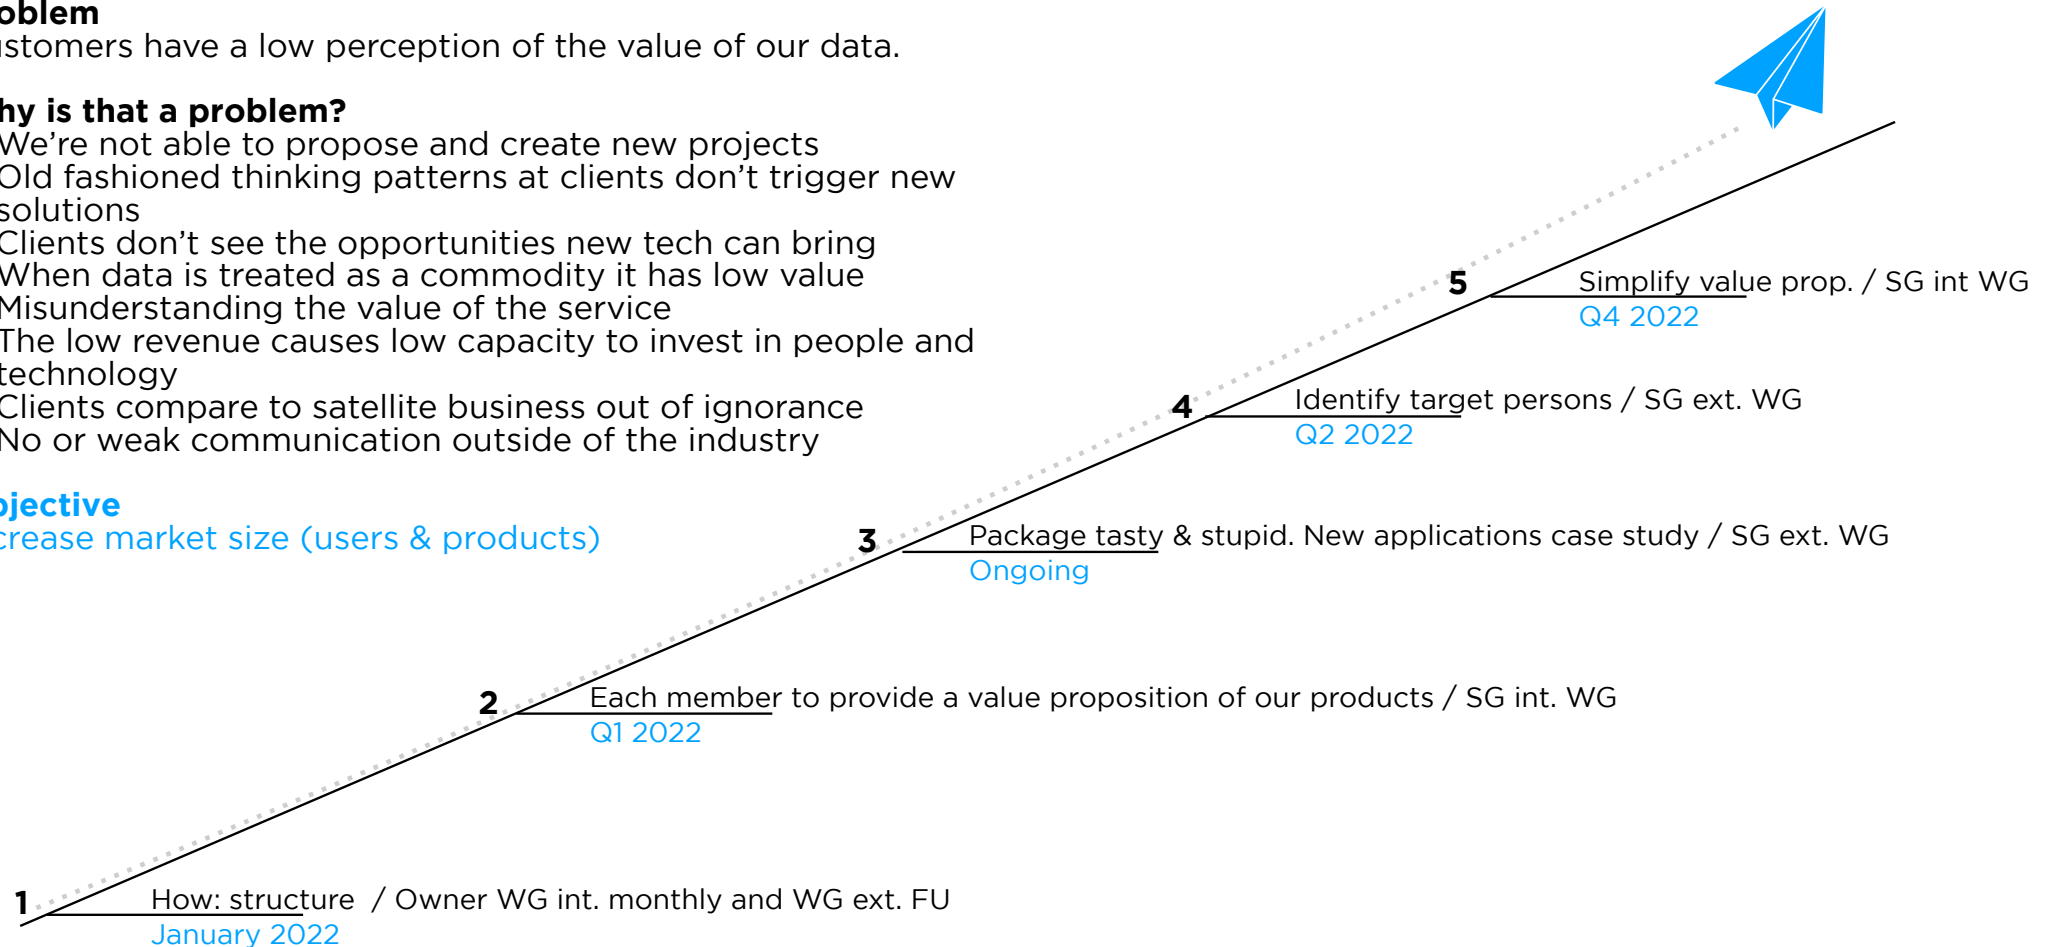 oblem
ustomers have a low perception of the value of our data.
hy is that a problem?
We're not able to propose and create new projects
Old fashioned thinking patterns at clients don't trigger new
solutions
Clients don't see the opportunities new tech can bring
When data is treated as a commodity it has low value
Misunderstanding the value of the service
The low revenue causes low capacity to invest in people and
technology
Clients compare to satellite business out of ignorance
No or weak communication outside of the industry
bjective
crease market size (users & products)
5 Simplify value prop. / SG int WG
Q4 2022
4 Identify target persons / SG ext. WG
Q2 2022
3 Package tasty & stupid. New applications case study / SG ext. WG
Ongoing
2 Each member to provide a value proposition of our products / SG int. WG
Q1 2022
1 How: structure / Owner WG int. monthly and WG ext. FU
January 2022